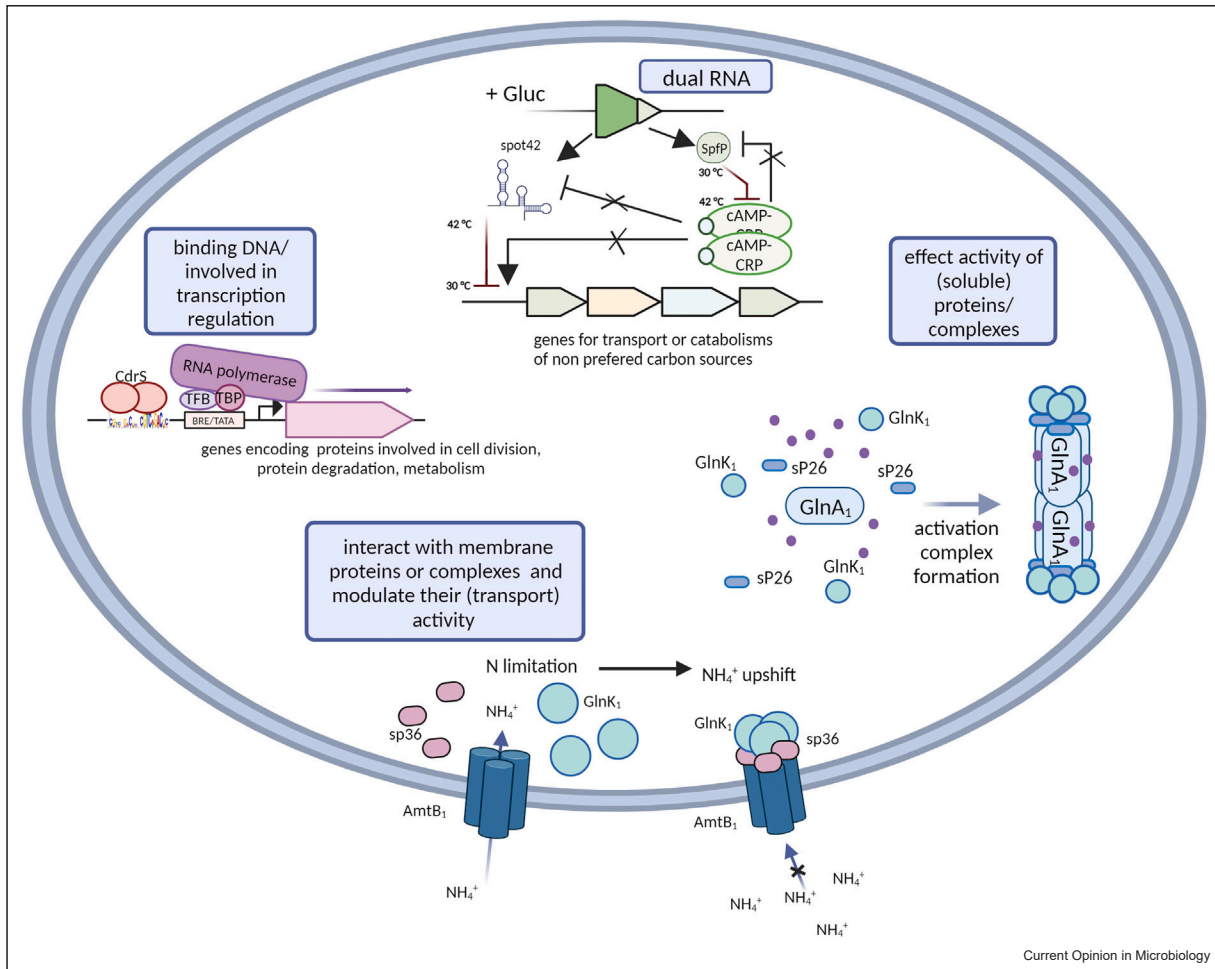 dual RNA
+ Gluc
spot42
SpfP
30 °C
42 °C
cAMP-
cAMP-
CRP
42 °C
30 °C
genes for transport or catabolisms
of non prefered carbon sources
binding DNA/
involved in
transcription
regulation
CdrS
RNA polymerase
TFB
TBP
BRE/TATA
genes encoding proteins involved in cell division,
protein degradation, metabolism
effect activity of
(soluble)
proteins/
complexes
GlnK₁
GlnK₁
sP26
sP26
GlnA₁
GlnK₁
sP26
activation
complex
formation
GlnA₁
GlnA₁
interact with membrane
proteins or complexes and
modulate their (transport)
activity
N limitation
NH₄⁺ upshift
sp36
NH₄⁺
GlnK₁
AmtB₁
NH₄⁺
GlnK₁
sp36
AmtB₁
NH₄⁺
NH₄⁺
NH₄⁺
NH₄⁺
Current Opinion in Microbiology